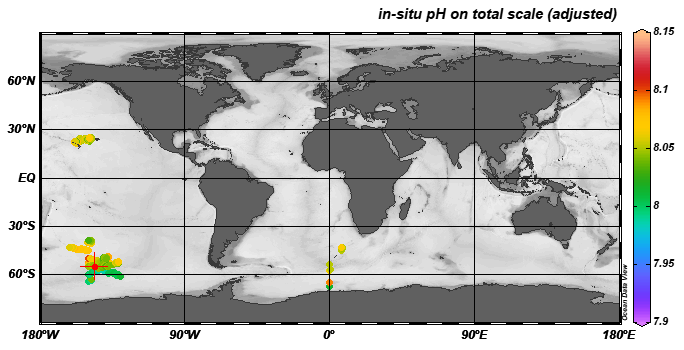 in-situ pH on total scale (adjusted)
8.15
60°N
8.1
30°N
8.05
EQ
8
30°S
7.95
60°S
Ocean Data View
7.9
180°W
90°W
0°
90°E
180°E